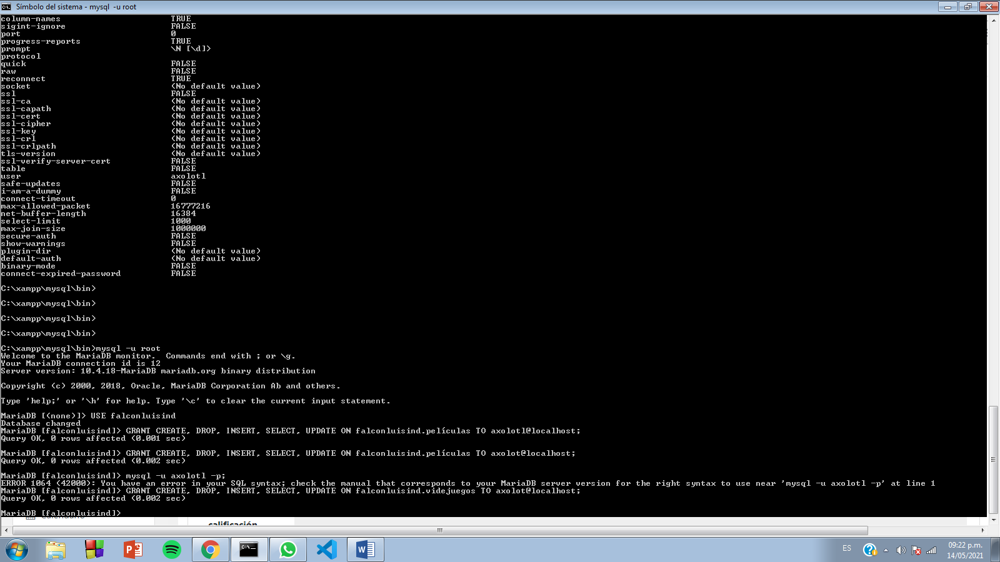 Símbolo del sistema - mysql  -u root
column-names                      TRUE
sigint-ignore                     FALSE
port                              0
progress-reports                  TRUE
prompt                            \N [\d]>
protocol
quick                             FALSE
raw                               FALSE
reconnect                         TRUE
socket                            (No default value)
ssl                               FALSE
ssl-ca                            (No default value)
ssl-capath                        (No default value)
ssl-cert                          (No default value)
ssl-cipher                        (No default value)
ssl-key                           (No default value)
ssl-crl                           (No default value)
ssl-crlpath                       (No default value)
tls-version                       (No default value)
ssl-verify-server-cert            FALSE
table                             FALSE
user                              axolotl
safe-updates                      FALSE
i-am-a-dummy                      FALSE
connect-timeout                   0
max-allowed-packet                16777216
net-buffer-length                 16384
select-limit                      1000
max-join-size                     1000000
secure-auth                       FALSE
show-warnings                     FALSE
plugin-dir                        (No default value)
default-auth                      (No default value)
binary-mode                       FALSE
connect-expired-password          FALSE
C:\xampp\mysql\bin>
C:\xampp\mysql\bin>
C:\xampp\mysql\bin>
C:\xampp\mysql\bin>
C:\xampp\mysql\bin>mysql -u root
Welcome to the MariaDB monitor.  Commands end with ; or \g.
Your MariaDB connection id is 12
Server version: 10.4.18-MariaDB mariadb.org binary distribution
Copyright (c) 2000, 2018, Oracle, MariaDB Corporation Ab and others.
Type 'help;' or '\h' for help. Type '\c' to clear the current input statement.
MariaDB [(none)]> USE falconluisind
Database changed
MariaDB [falconluisind]> GRANT CREATE, DROP, INSERT, SELECT, UPDATE ON falconluisind.películas TO axolotl@localhost;
Query OK, 0 rows affected (0.001 sec)
MariaDB [falconluisind]> GRANT CREATE, DROP, INSERT, SELECT, UPDATE ON falconluisind.películas TO axolot@localhost;
Query OK, 0 rows affected (0.002 sec)
MariaDB [falconluisind]> mysql -u axolotl -p;
ERROR 1064 (42000): You have an error in your SQL syntax; check the manual that corresponds to your MariaDB server version for the right syntax to use near 'mysql -u axolotl -p' at line 1
MariaDB [falconluisind]> GRANT CREATE, DROP, INSERT, SELECT, UPDATE ON falconluisind.videjuegos TO axolot@localhost;
Query OK, 0 rows affected (0.002 sec)
MariaDB [falconluisind]>
Calendario
calificación
ES
09:22 p.m.
14/05/2021